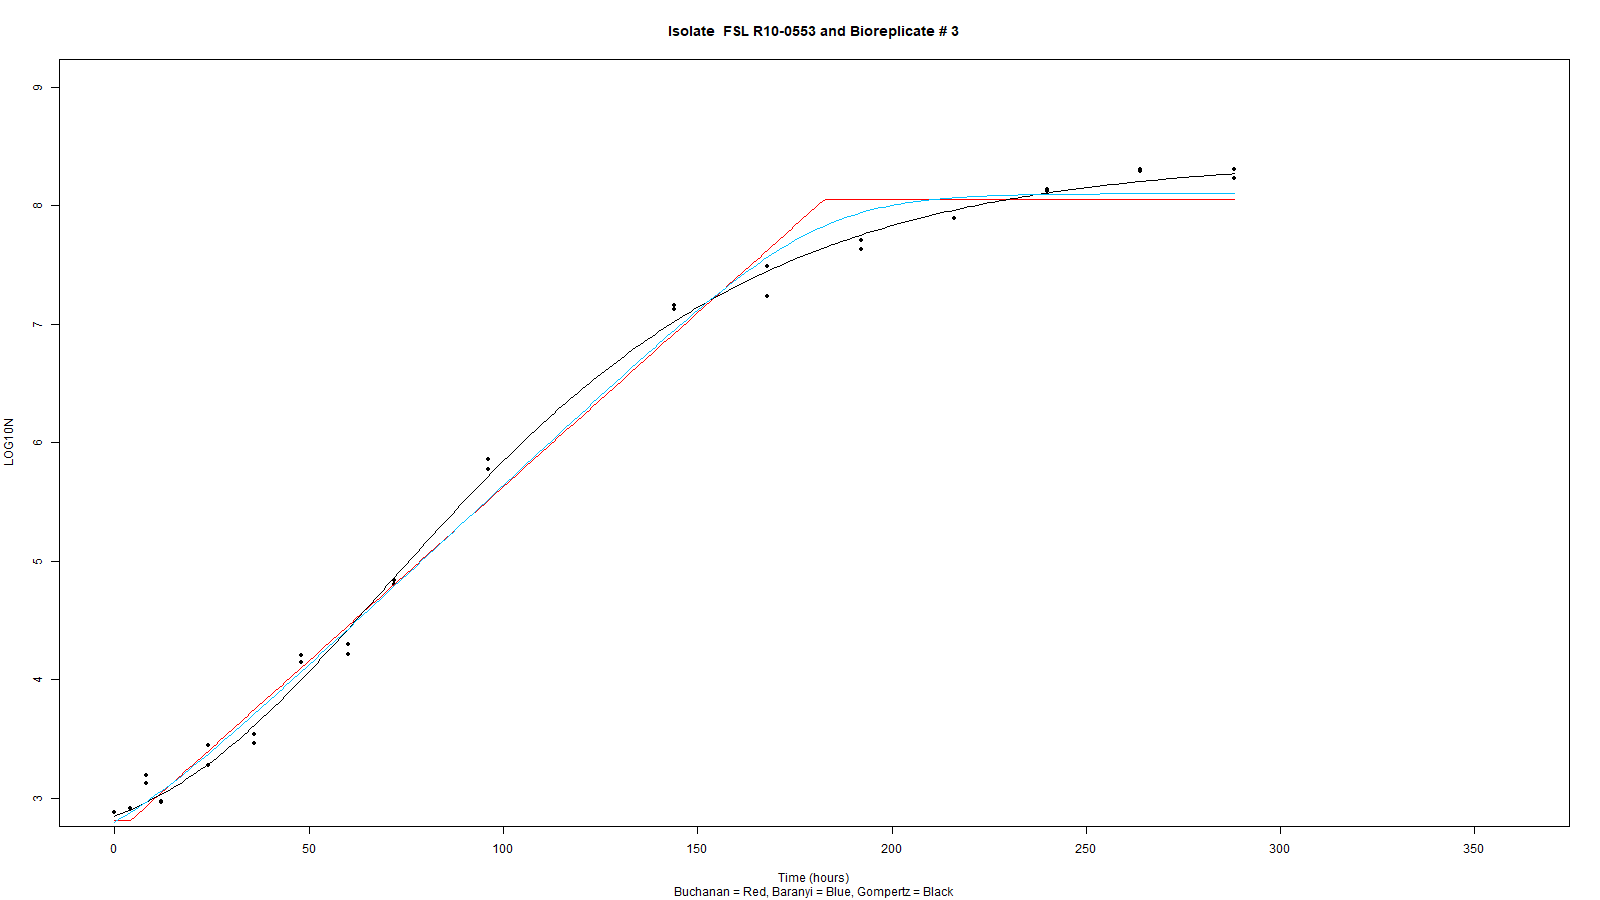 Isolate  FSL R10-0553 and Bioreplicate # 3
9
8
7
6
5
4
3
LOG10N
0 50 100 150 200 250 300 350
Time (hours)
Buchanan = Red, Baranyi = Blue, Gompertz = Black